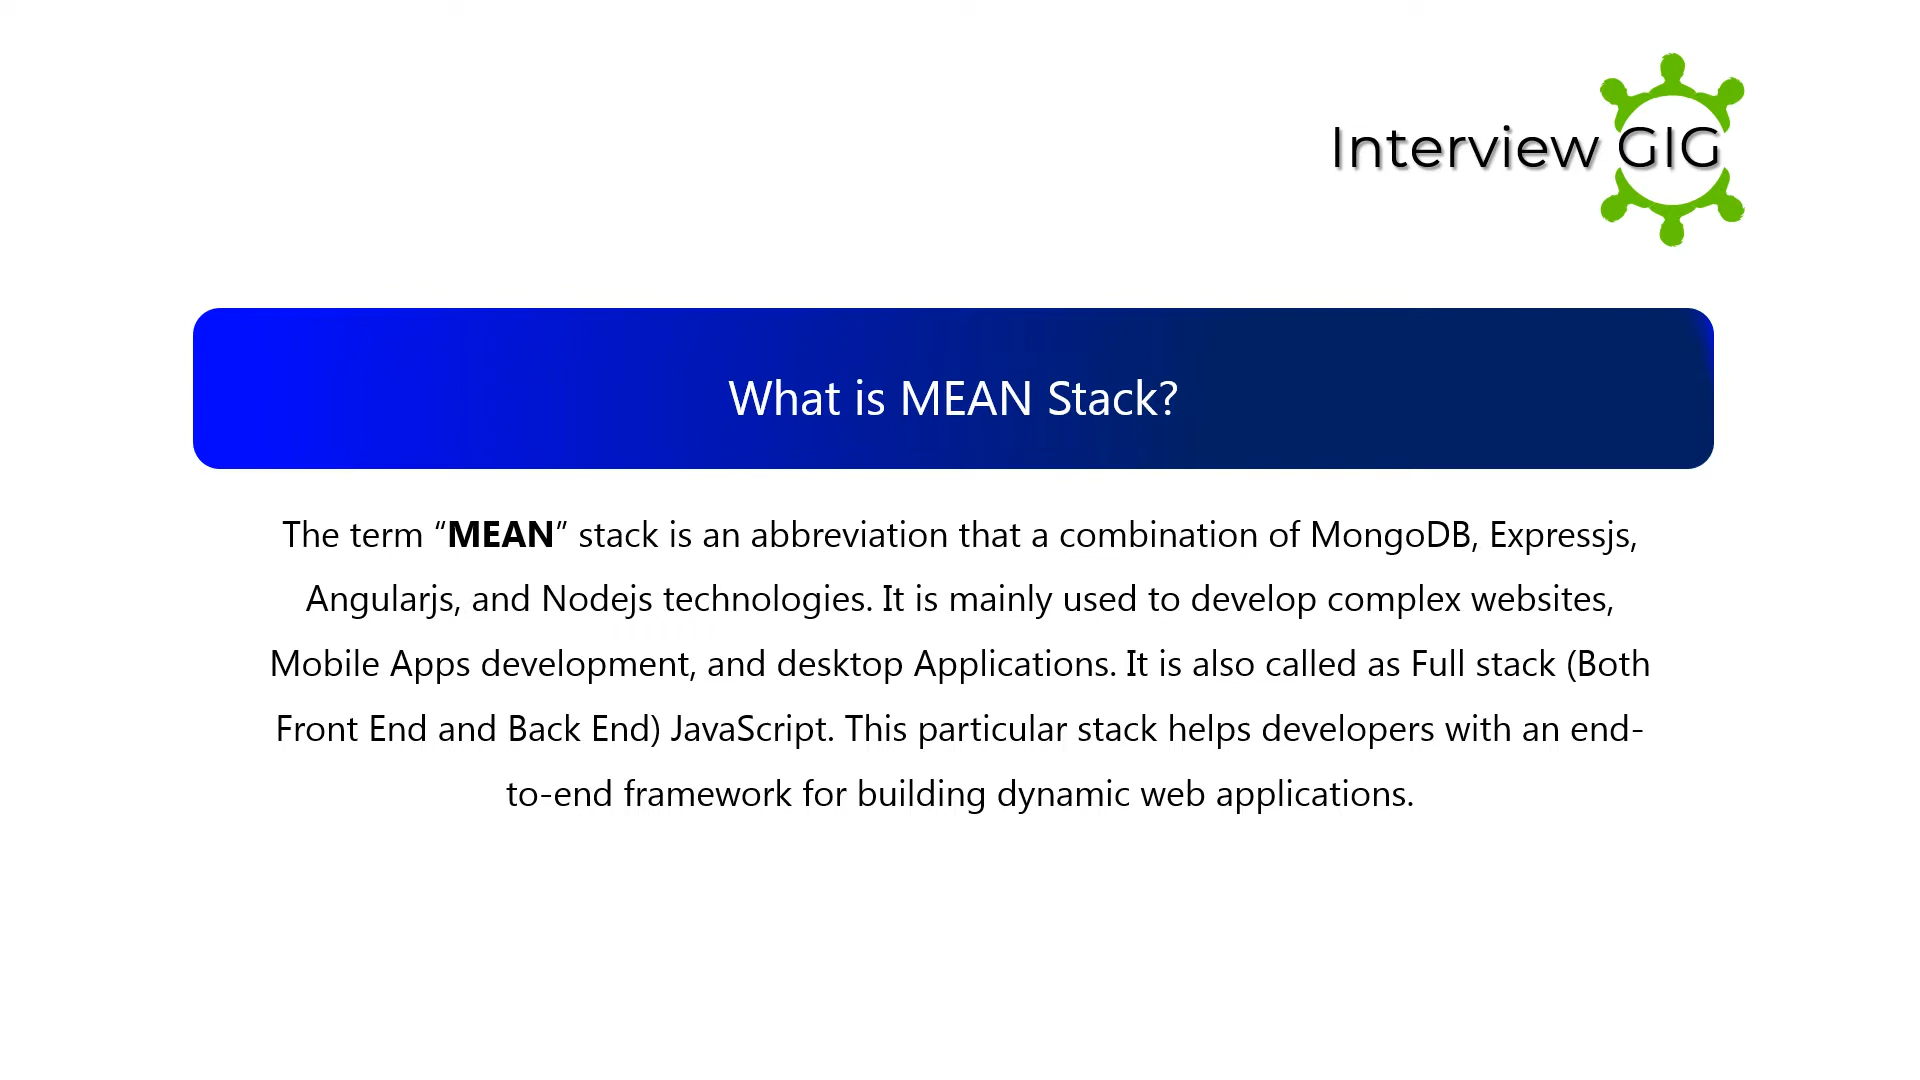 Interview GIG
What is MEAN Stack?
The term “MEAN” stack is an abbreviation that a combination of MongoDB, Expressjs,
Angularjs, and Nodejs technologies. It is mainly used to develop complex websites,
Mobile Apps development, and desktop Applications. It is also called as Full stack (Both
Front End and Back End) JavaScript. This particular stack helps developers with an end-
to-end framework for building dynamic web applications.